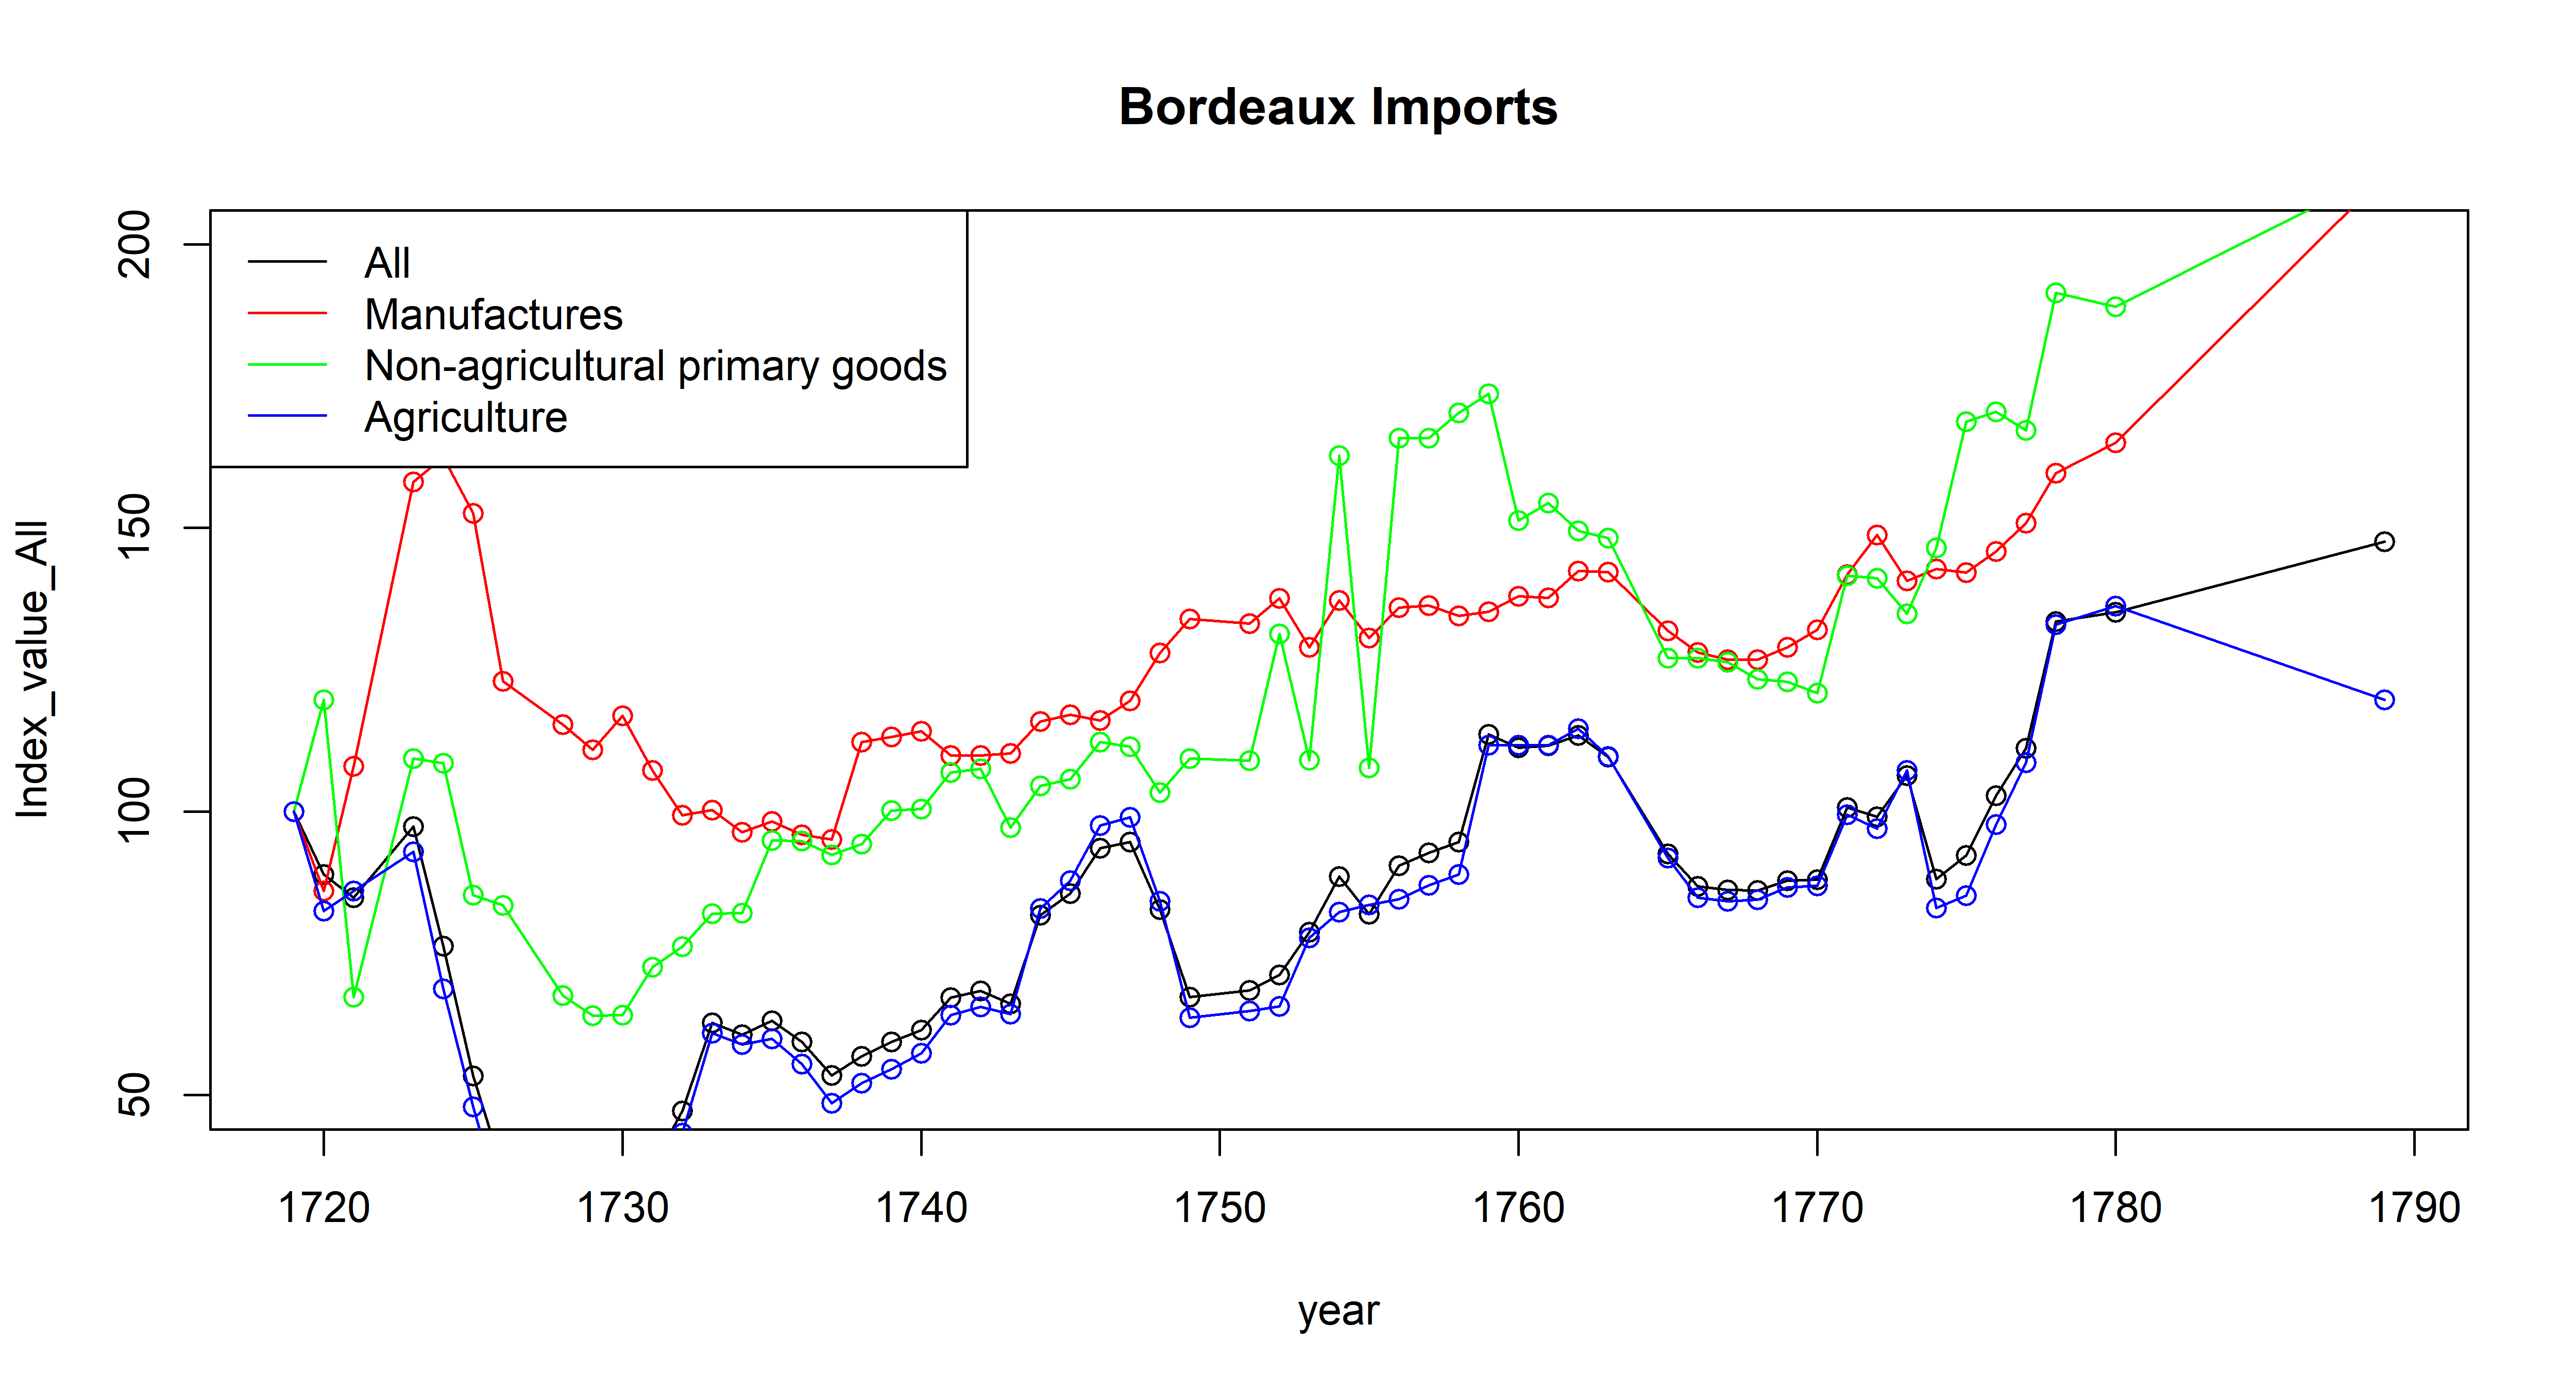 Bordeaux Imports
All
Manufactures
Non-agricultural primary goods
Agriculture
Index_value_All
200
150
100
50
1720 1730 1740 1750 1760 1770 1780 1790
year